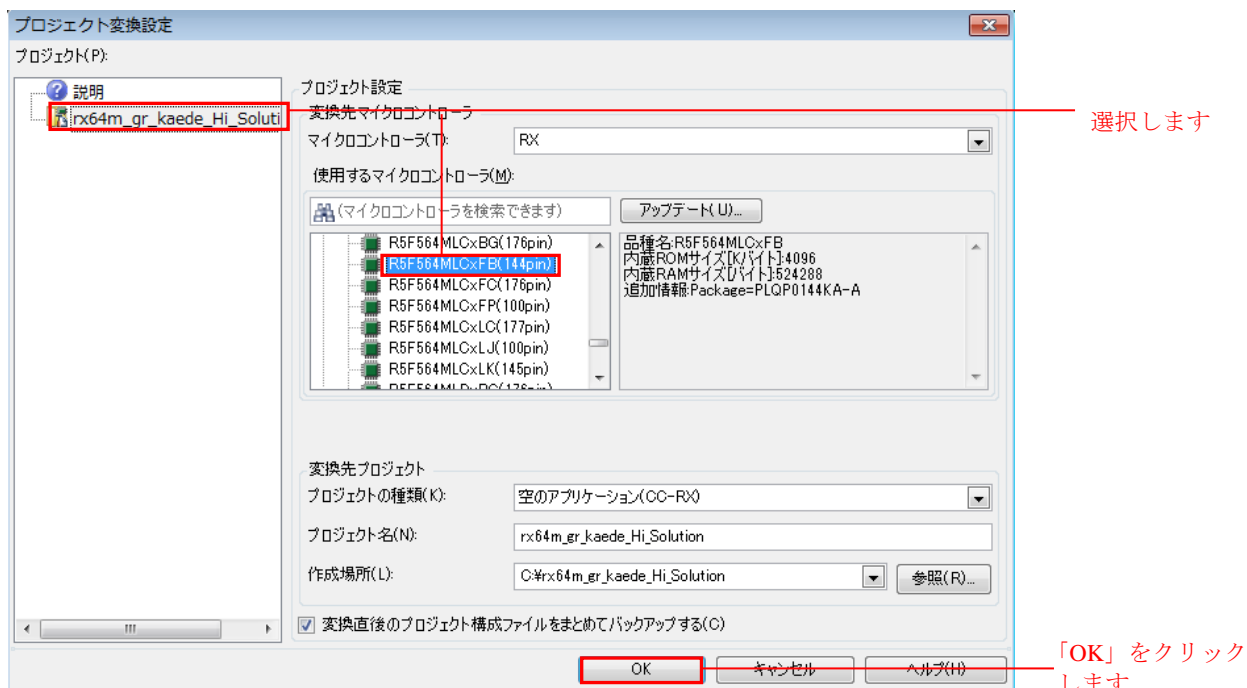 プロジェクト変換設定
プロジェクト(P):
説明
rx64m_gr_kaede_Hi_Soluti
プロジェクト設定
変換先マイクロコントローラ
マイクロコントローラ(T):
RX
使用するマイクロコントローラ(M):
(マイクロコントローラを検索できます)
アップデート(U)...
R5F564MLCxBG(176pin)
R5F564MLCxFB(144pin)
R5F564MLCxFC(176pin)
R5F564MLCxFP(100pin)
R5F564MLCxLC(177pin)
R5F564MLCxLJ(100pin)
R5F564MLCxLK(145pin)
品種名:R5F564MLCxFB
内蔵ROMサイズ[Kバイト]:4096
内蔵RAMサイズ[バイト]:524288
追加情報:Package=PLQP0144KA-A
選択します
変換先プロジェクト
プロジェクトの種類(K):
空のアプリケーション(CC-RX)
プロジェクト名(N):
rx64m_gr_kaede_Hi_Solution
作成場所(L):
C:¥rx64m_gr_kaede_Hi_Solution
参照(R)...
変換直後のプロジェクト構成ファイルをまとめてバックアップする(C)
OK
キャンセル
ヘルプ(H)
「OK」をクリック
します